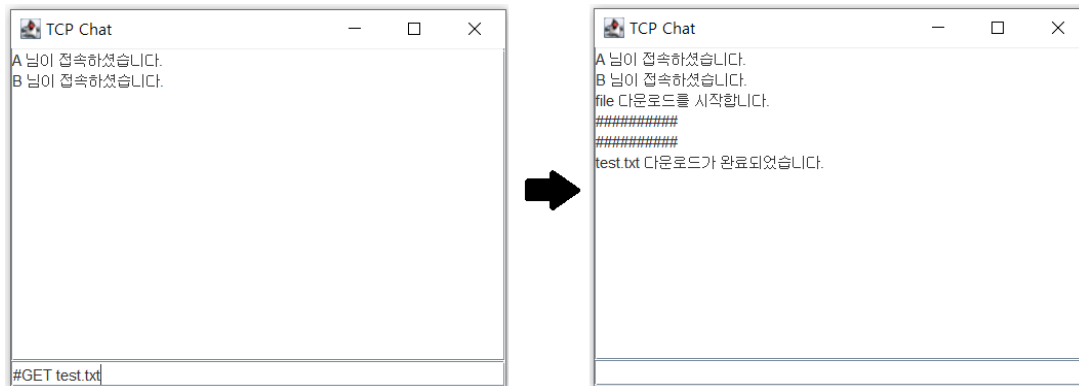 TCP Chat
A 님이 접속하셨습니다.
B 님이 접속하셨습니다.
#GET test.txt
TCP Chat
A 님이 접속하셨습니다.
B 님이 접속하셨습니다.
file 다운로드를 시작합니다.
##########
##########
test.txt 다운로드가 완료되었습니다.